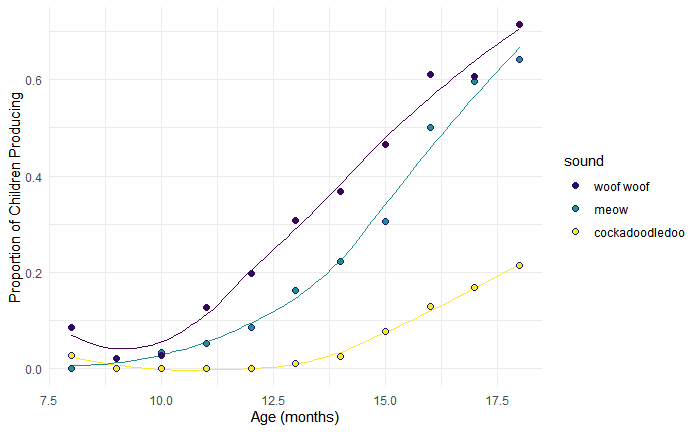 Proportion of Children Producing
0.6
0.4
0.2
0.0
7.5 10.0 12.5 15.0 17.5
Age (months)
sound
woof woof
meow
cockadoodledoo